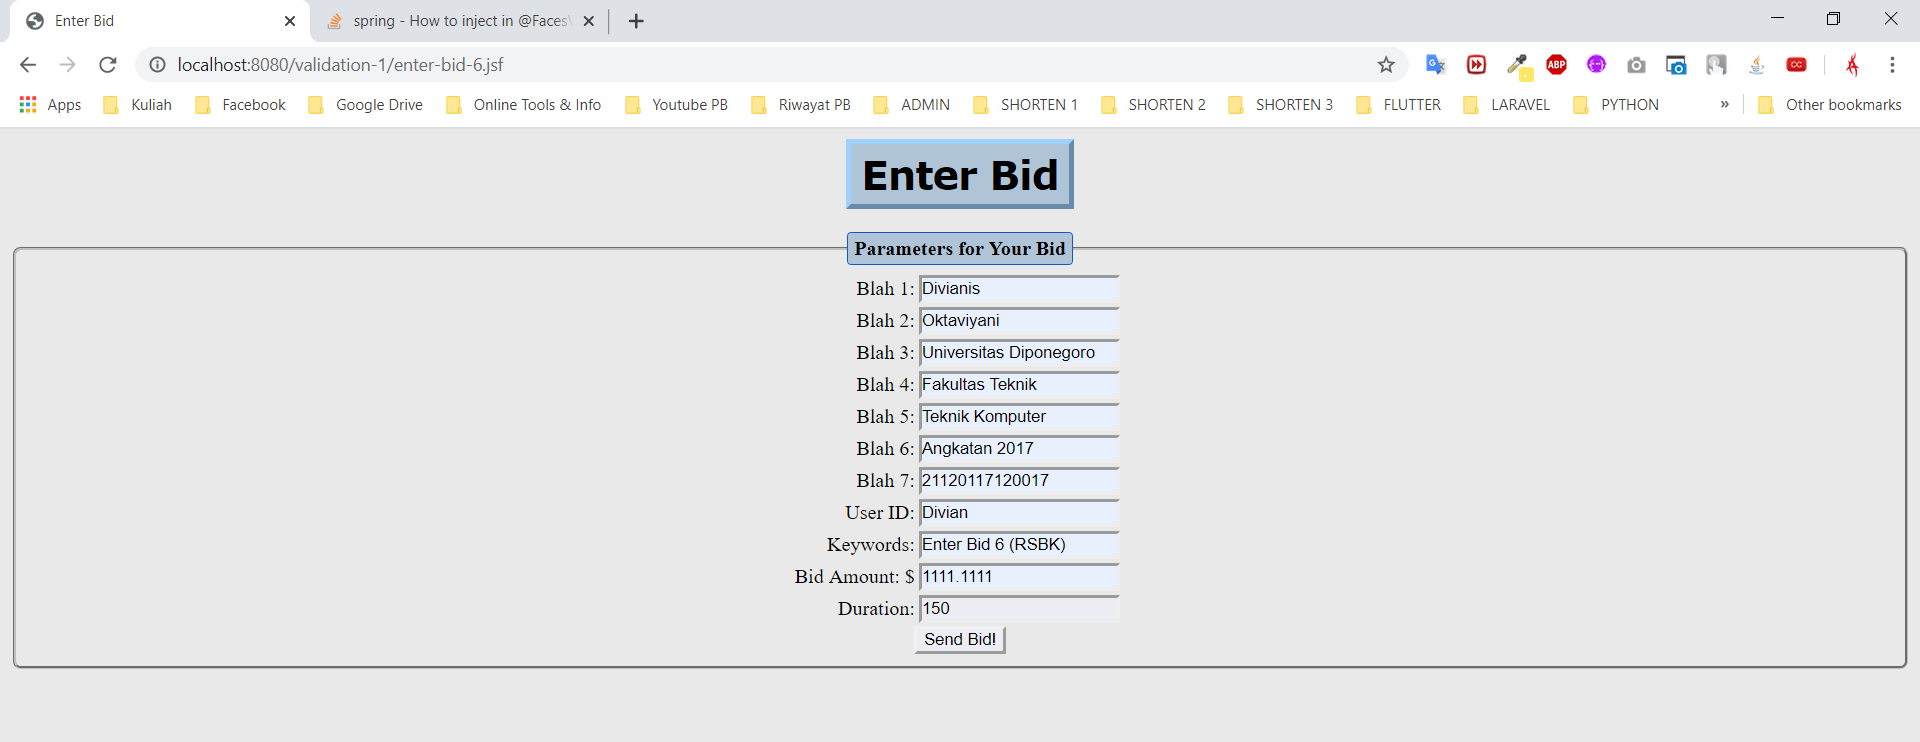 Enter Bid
spring - How to inject in @Faces
localhost:8080/validation-1/enter-bid-6.jsf
ABP
CC
Apps Kuliah Facebook Google Drive Online Tools & Info Youtube PB Riwayat PB ADMIN SHORTEN 1 SHORTEN 2 SHORTEN 3 FLUTTER LARAVEL PYTHON » Other bookmarks
Enter Bid
Parameters for Your Bid
Blah 1: Divianis
Blah 2: Oktaviyani
Blah 3: Universitas Diponegoro
Blah 4: Fakultas Teknik
Blah 5: Teknik Komputer
Blah 6: Angkatan 2017
Blah 7: 21120117120017
User ID: Divian
Keywords: Enter Bid 6 (RSBK)
Bid Amount: $ 1111.1111
Duration: 150
Send Bid!